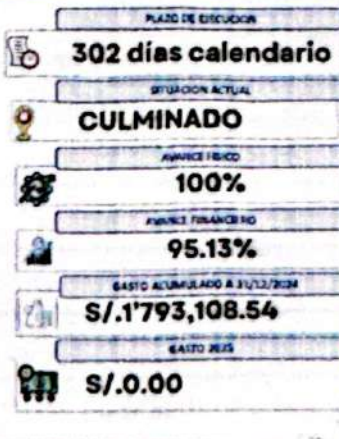 PLAZO DE EJECUCION
302 días calendario
SITUACION ACTUAL
CULMINADO
AVANCE FISICO
100%
AVANCE FINANCIERO
95.13%
GASTO ACUMULADO A 31/12/2024
S/.1'793,108.54
GASTO 2025
S/.0.00